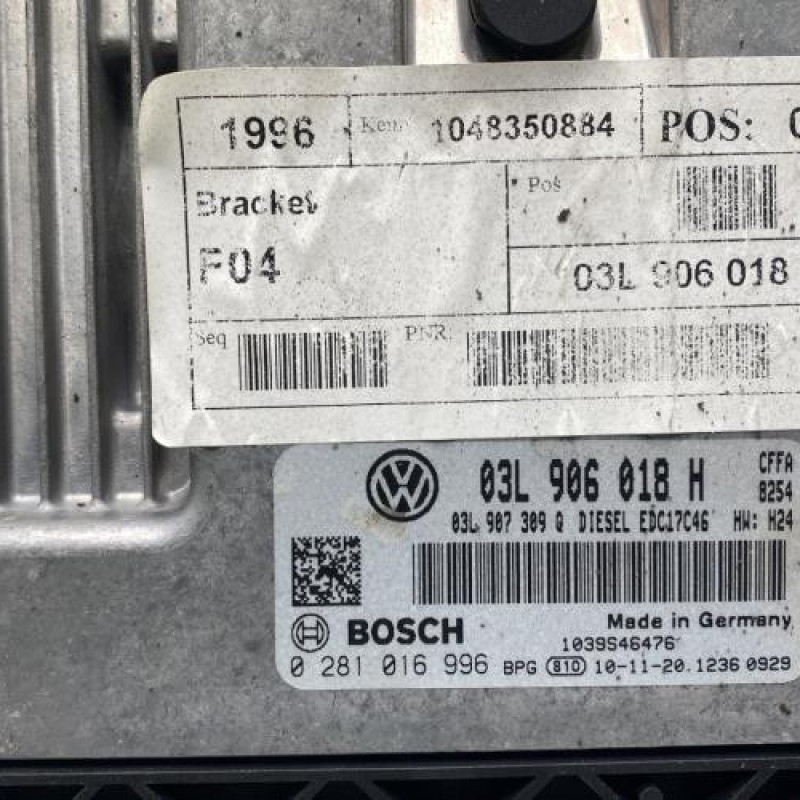 1996 Ken. 1048350884 POS: 0
Bracket
Pos
F04
03L 906 018
Seq PNR:
03L 906 018 H CFFA
8254
03L 907 309 Q DIESEL EDC17C46 HW: H24
BOSCH Made in Germany
1039S46476
0 281 016 996 BPG 810 10-11-20.1236 0929